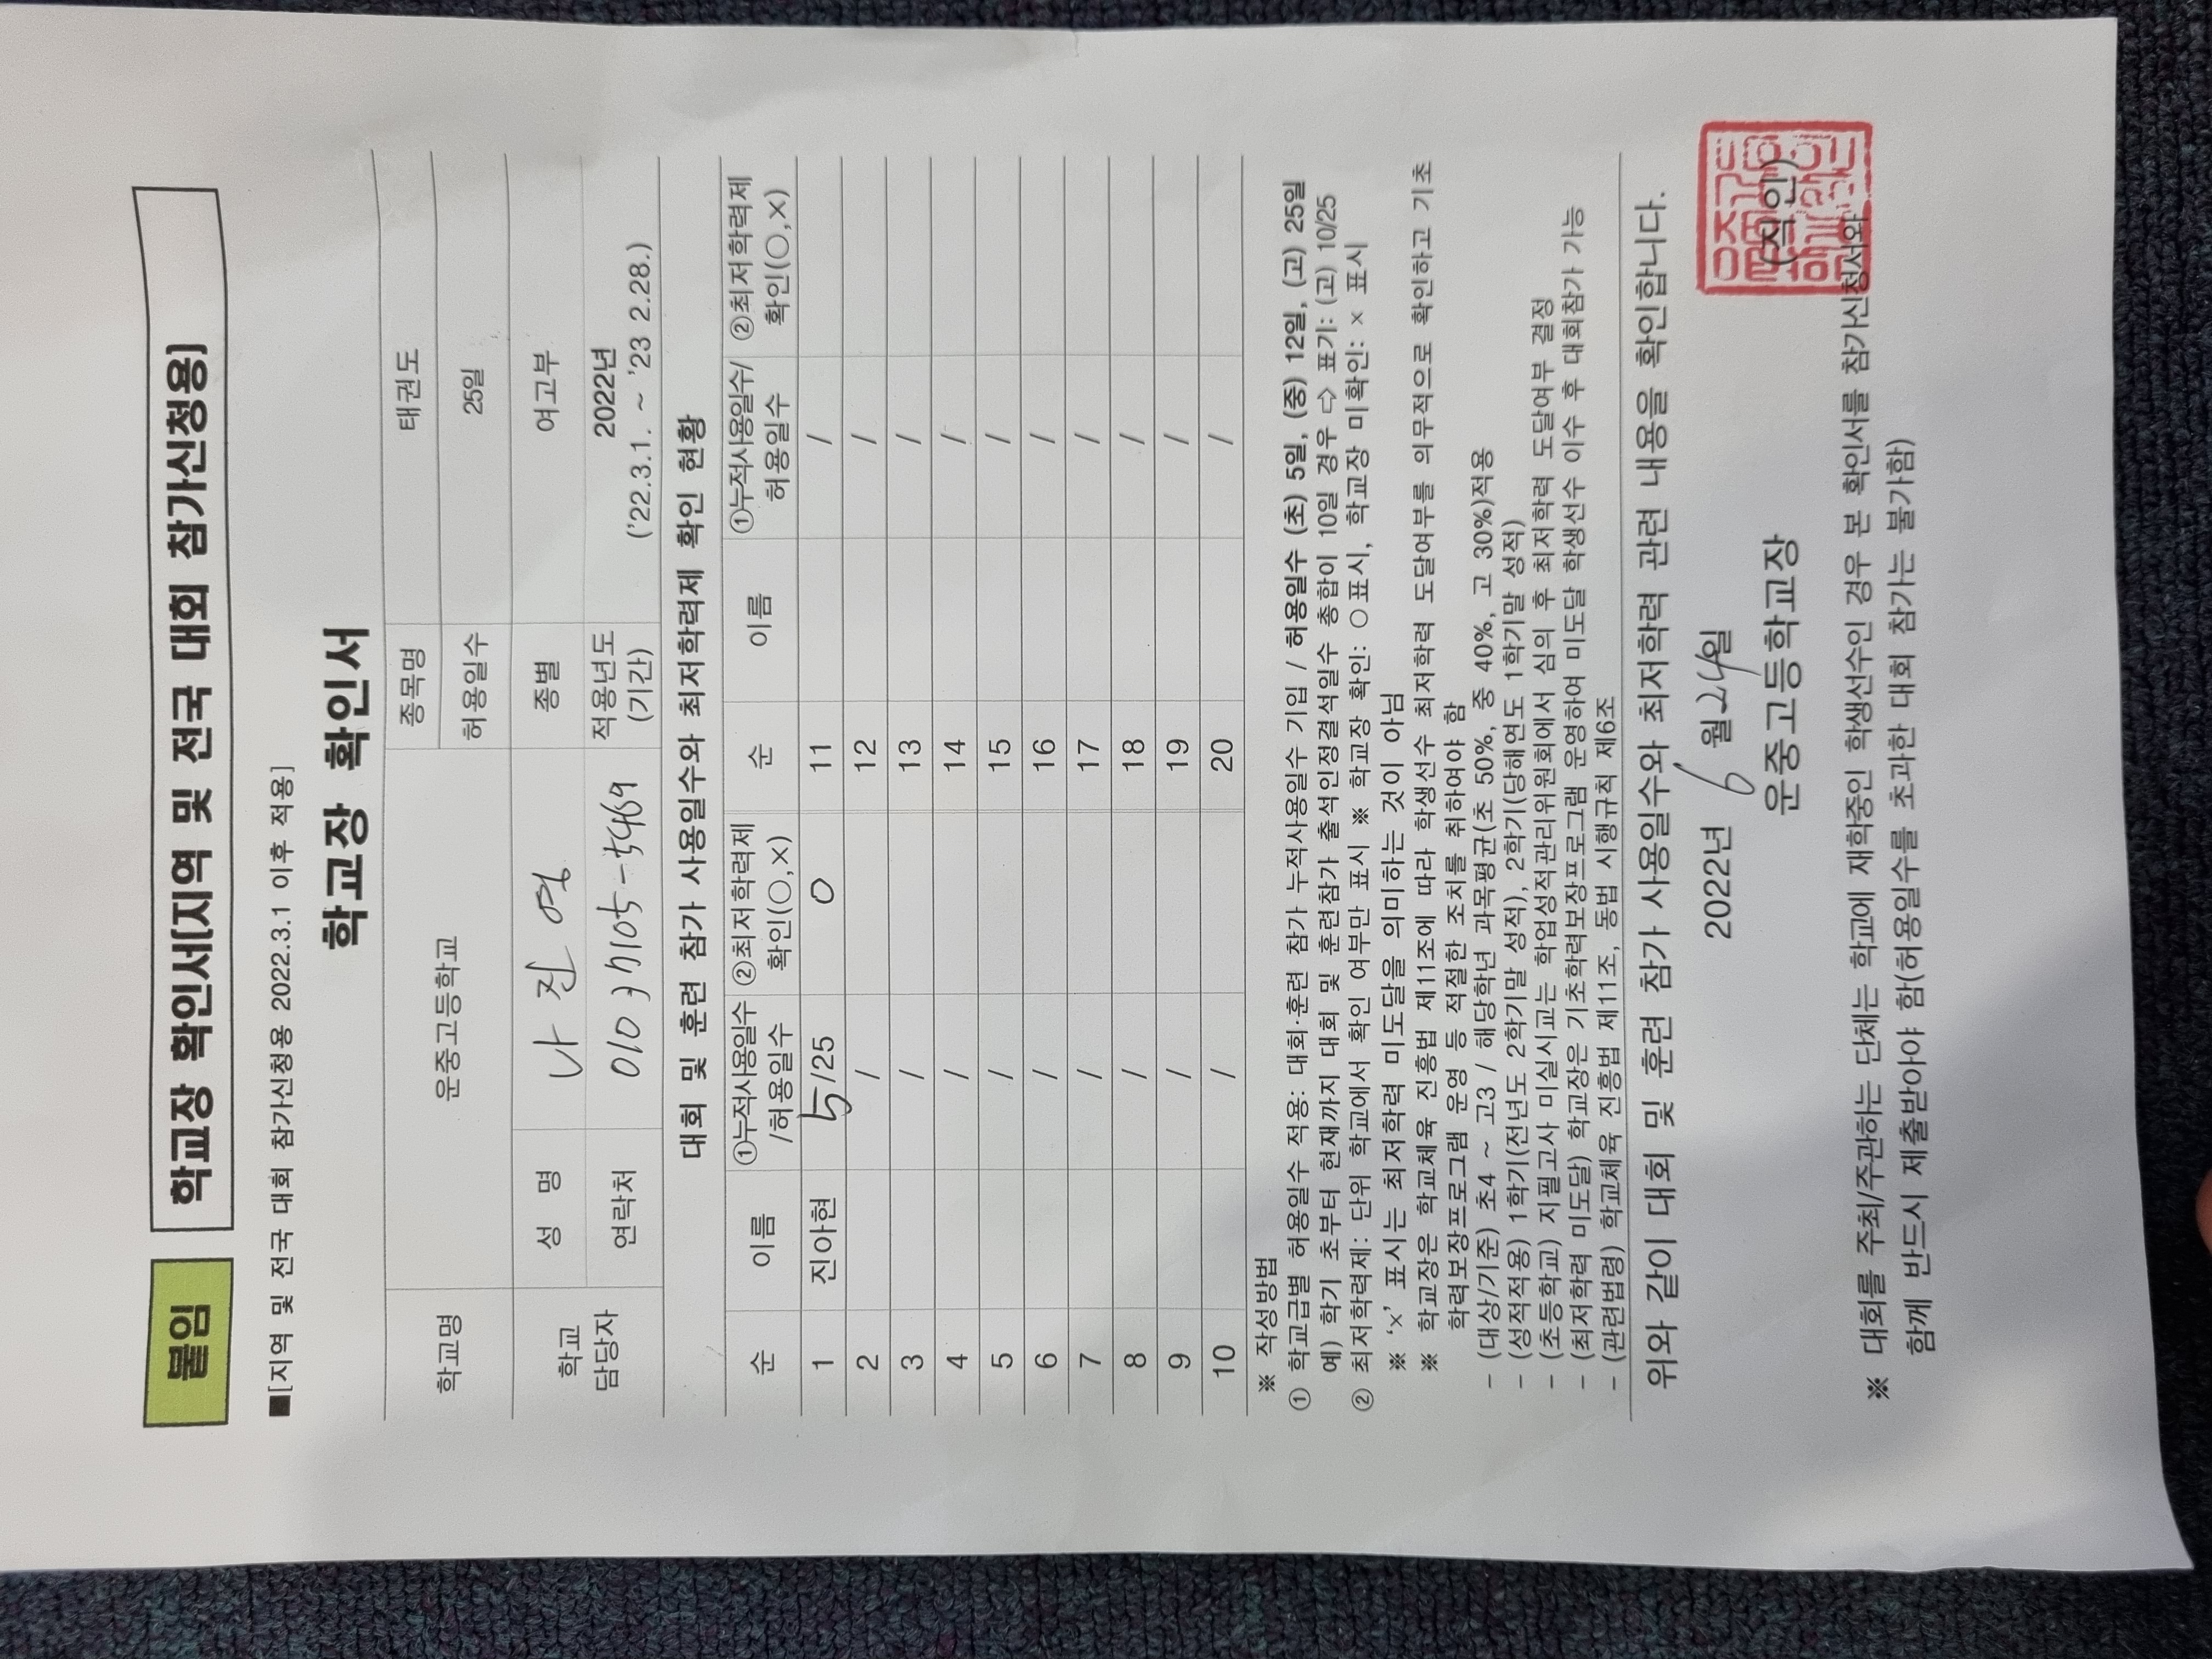 붙임
학교장 확인서[지역 및 전국 대회 참가신청용]
■[지역 및 전국 대회 참가신청용 2022.3.1 이후 적용]
학교장 확인서
학교명 운중고등학교 종목명 태권도
허용일수 25일
학교 담당자 성 명 나 진 영 종별 여고부
연락처 적용년도 (기간) 2022년 ('22.3.1. ~ '23 2.28.)
대회 및 훈련 참가 사용일수와 최저학력제 확인 현황
순 이름 ①누적사용일수/허용일수 ②최저학력제 확인(○,×) 순 이름 ①누적사용일수/허용일수 ②최저학력제 확인(○,×)
1 진아현 5/25 ○ 11 /
2 / 12 /
3 / 13 /
4 / 14 /
5 / 15 /
6 / 16 /
7 / 17 /
8 / 18 /
9 / 19 /
10 / 20 /
※ 작성방법
① 학교급별 허용일수 적용: 대회·훈련 참가 누적사용일수 기입 / 허용일수 (초) 5일, (중) 12일, (고) 25일
예) 학기 초부터 현재까지 대회 및 훈련참가 출석인정결석일수 총합이 10일 경우 ⇨ 표기: (고) 10/25
② 최저학력제: 단위 학교에서 확인 여부만 표시 ※ 학교장 확인: ○표시, 학교장 미확인: × 표시
※ ‘×’ 표시는 최저학력 미도달을 의미하는 것이 아님
※ 학교장은 학교체육 진흥법 제11조에 따라 학생선수 최저학력 도달여부를 의무적으로 확인하고 기초
학력보장프로그램 운영 등 적절한 조치를 취하여야 함
- (대상/기준) 초4 ~ 고3 / 해당학년 과목평균(초 50%, 중 40%, 고 30%)적용
- (성적적용) 1학기(전년도 2학기말 성적), 2학기(당해연도 1학기말 성적)
- (초등학교) 지필고사 미실시교는 학업성적관리위원회에서 심의 후 최저학력 도달여부 결정
- (최저학력 미도달) 학교장은 기초학력보장프로그램 운영하여 미도달 학생선수 이수 후 대회참가 가능
- (관련법령) 학교체육 진흥법 제11조, 동법 시행규칙 제6조
위와 같이 대회 및 훈련 참가 사용일수와 최저학력 관련 내용을 확인합니다.
2022년 6월 24일
운중고등학교장 (직인)
※ 대회를 주최/주관하는 단체는 학교에 재학중인 학생선수인 경우 본 확인서를 참가신청서와
함께 반드시 제출받아야 함(허용일수를 초과한 대회 참가는 불가함)